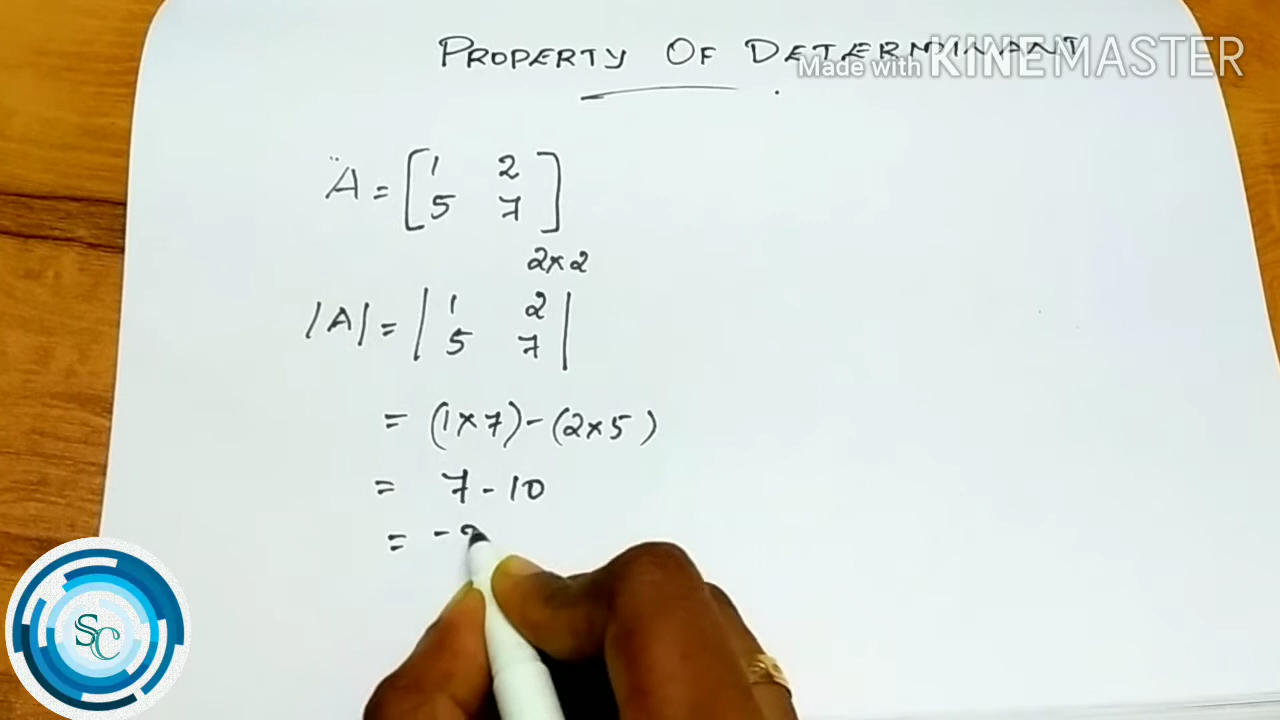 PROPERTY OF DETERMINANT
Made with KINEMASTER
A = [ 1 2
5 7 ]
2×2
|A| = | 1 2
5 7 |
= (1×7)-(2×5)
= 7-10
= -
SC